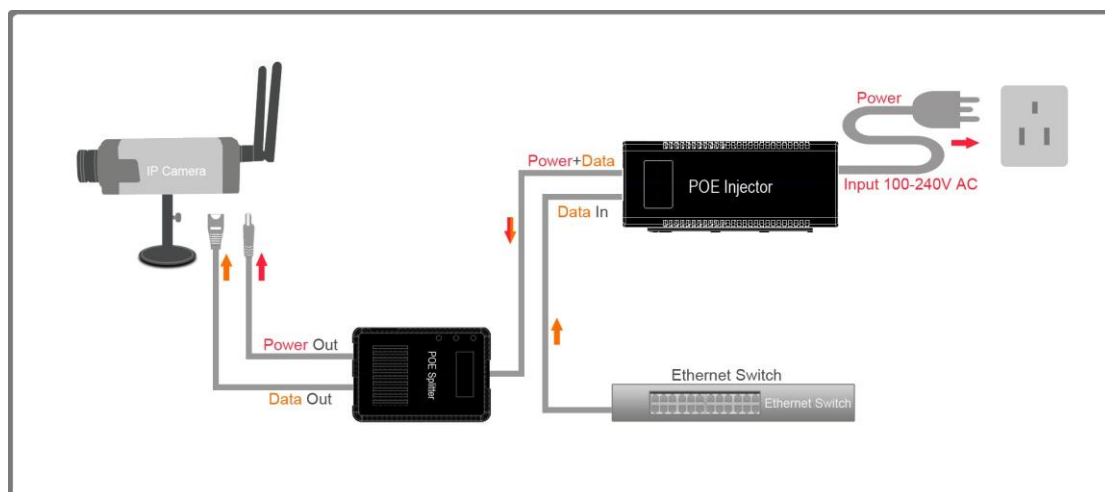 IP Camera
Power
Power+Data
POE Injector
Input 100-240V AC
Data In
Power Out
POE Splitter
Data Out
Ethernet Switch
Ethernet Switch